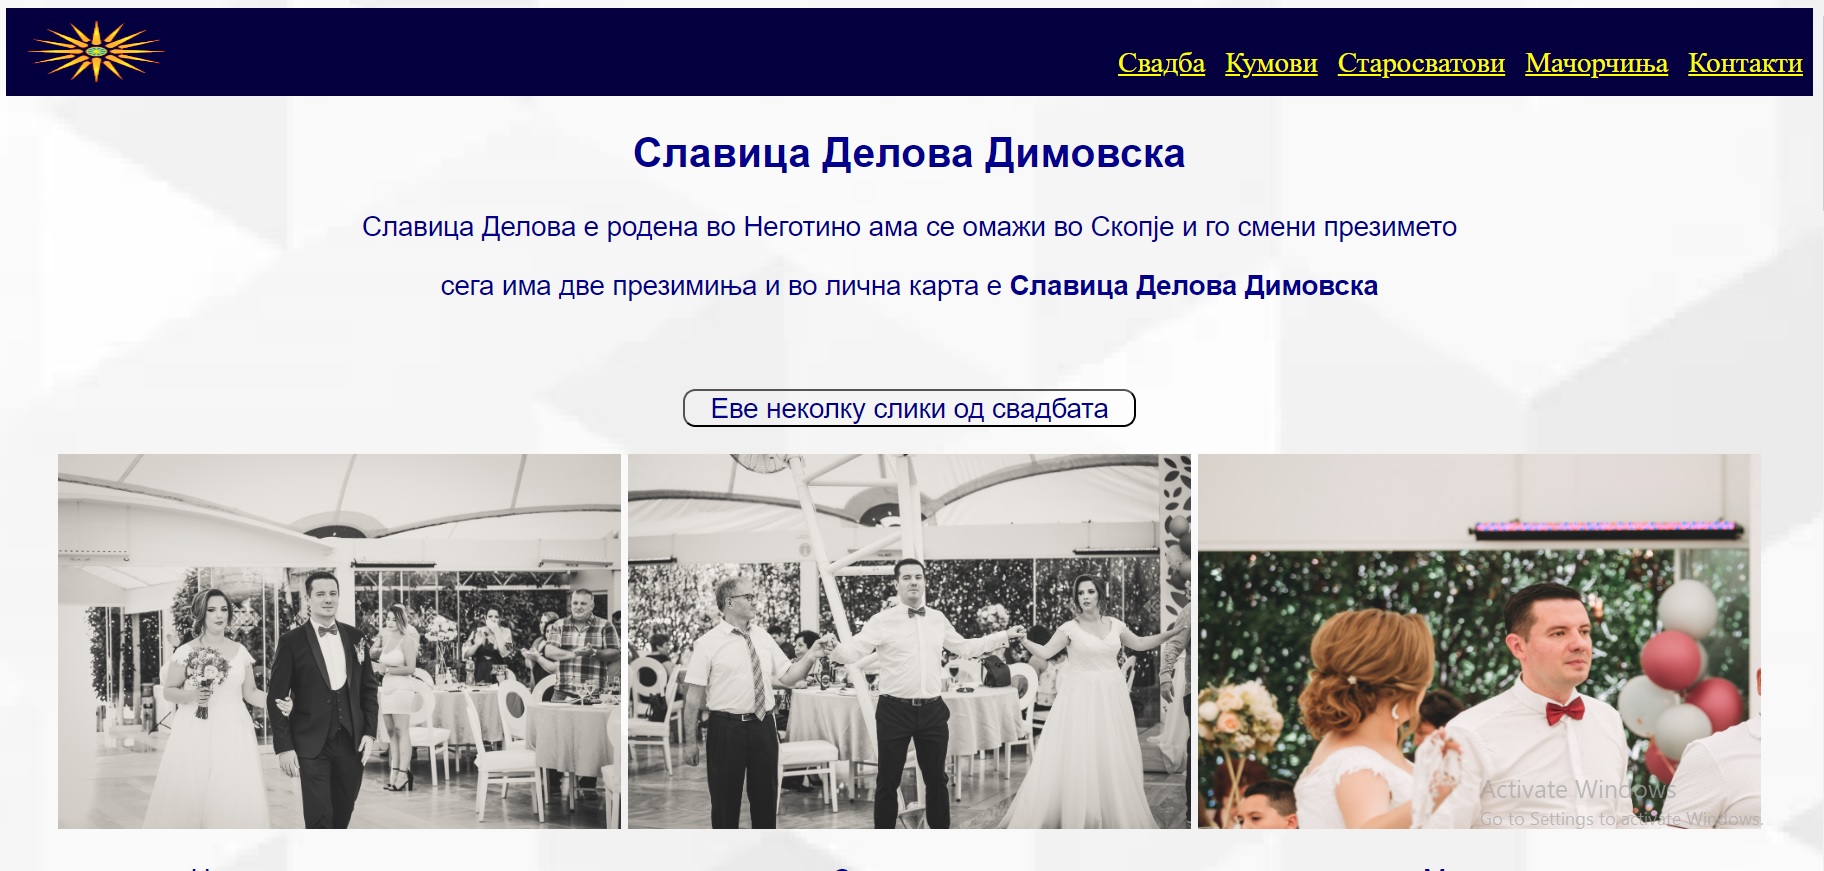 Свадба Кумови Старосватови Мачорчиња Контакти
Славица Делова Димовска
Славица Делова е родена во Неготино ама се омажи во Скопје и го смени презимето
сега има две презимиња и во лична карта е Славица Делова Димовска
Еве неколку слики од свадбата
Activate Windows
Go to Settings to activate Windows.